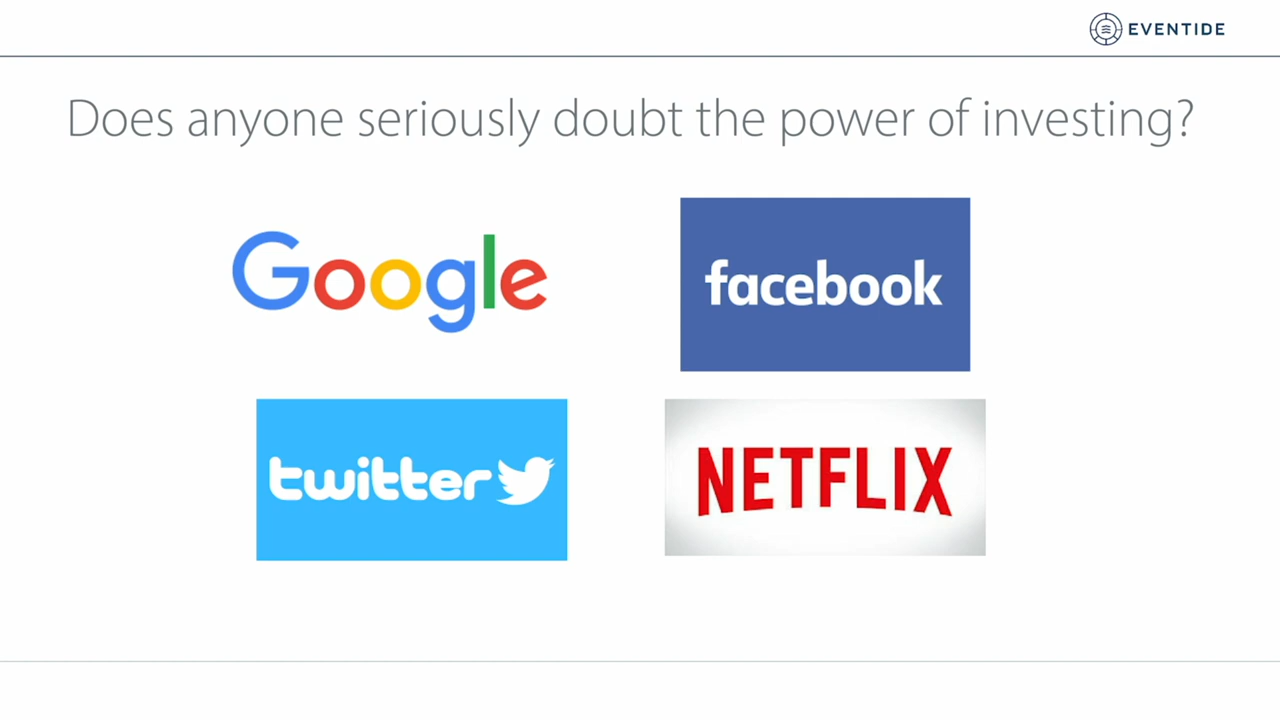 EVENTIDE
Does anyone seriously doubt the power of investing?
Google
facebook
twitter
NETFLIX